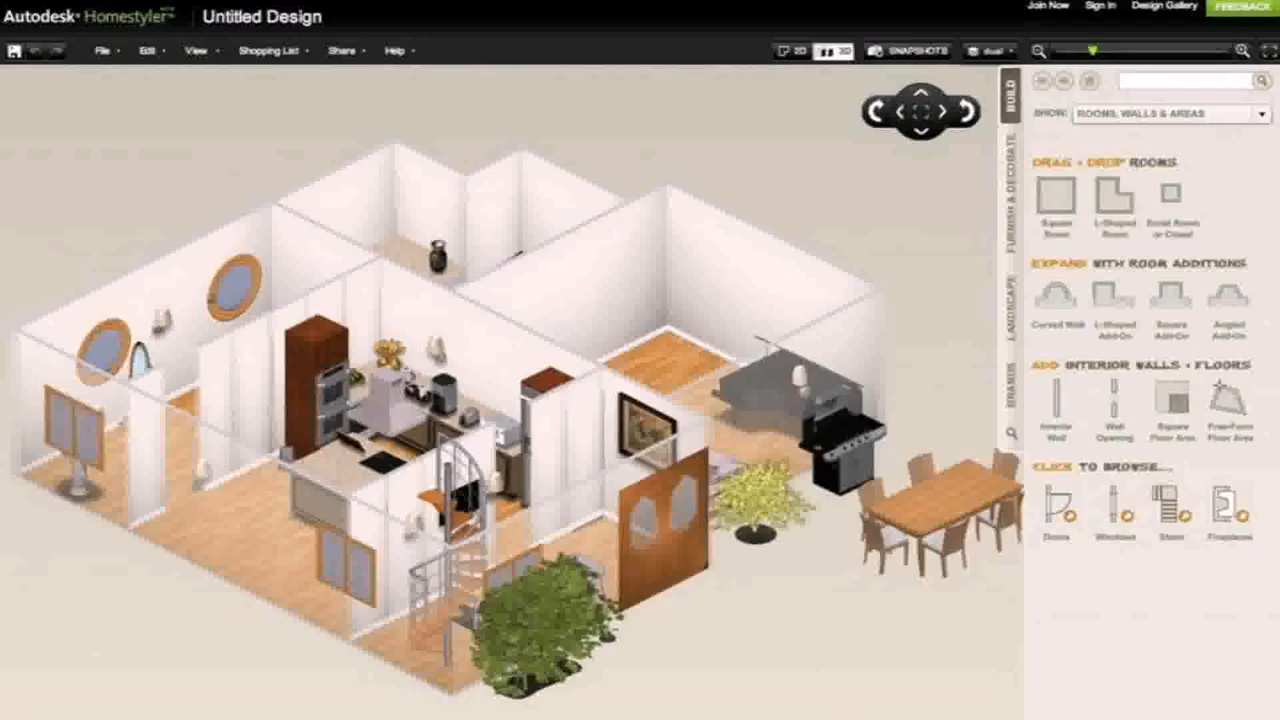 Autodesk Homestyler BETA
Untitled Design
Join Now Sign In Design Gallery FEEDBACK
File Edit View Shopping List Share Help
2D 3D SNAPSHOTS dual
BUILD
FURNISH & DECORATE
LANDSCAPE
BRANDS
SHOW: ROOMS, WALLS & AREAS
DRAG + DROP ROOMS
Square Room
L-Shaped Room
Small Room or Closet
EXPAND WITH ROOM ADDITIONS
Curved Wall
L-Shaped Add-On
Square Add-On
Angled Add-On
ADD INTERIOR WALLS + FLOORS
Interior Wall
Wall Opening
Square Floor Area
Free-Form Floor Area
CLICK TO BROWSE...
Doors
Windows
Stairs
Fireplaces